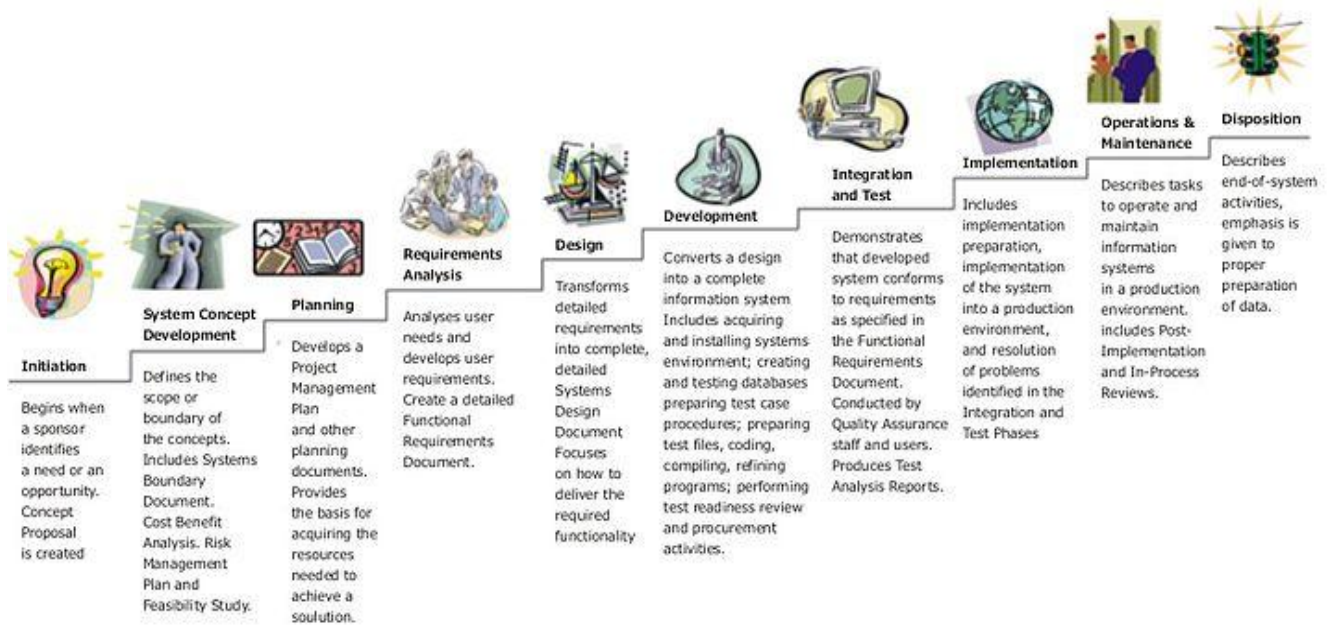 Initiation
Begins when
a sponsor
identifies
a need or an
opportunity.
Concept
Proposal
is created
System Concept
Development
Defines the
scope or
boundary of
the concepts.
Includes Systems
Boundary
Document.
Cost Benefit
Analysis. Risk
Management
Plan and
Feasibility Study.
Planning
Develops a
Project
Management
Plan
and other
planning
documents.
Provides
the basis for
acquiring the
resources
needed to
achieve a
soulution.
Requirements
Analysis
Analyses user
needs and
develops user
requirements.
Create a detailed
Functional
Requirements
Document.
Design
Transforms
detailed
requirements
into complete,
detailed
Systems
Design
Document
Focuses
on how to
deliver the
required
functionality
Development
Converts a design
into a complete
information system
Includes acquiring
and installing systems
environment; creating
and testing databases
preparing test case
procedures; preparing
test files, coding,
compiling, refining
programs; performing
test readiness review
and procurement
activities.
Integration
and Test
Demonstrates
that developed
system conforms
to requirements
as specified in
the Functional
Requirements
Document.
Conducted by
Quality Assurance
staff and users.
Produces Test
Analysis Reports.
Implementation
Includes
implementation
preparation,
implementation
of the system
into a production
environment,
and resolution
of problems
identified in the
Integration and
Test Phases
Operations &
Maintenance
Describes tasks
to operate and
maintain
information
systems
in a production
environment.
includes Post-
Implementation
and In-Process
Reviews.
Disposition
Describes
end-of-system
activities,
emphasis is
given to
proper
preparation
of data.